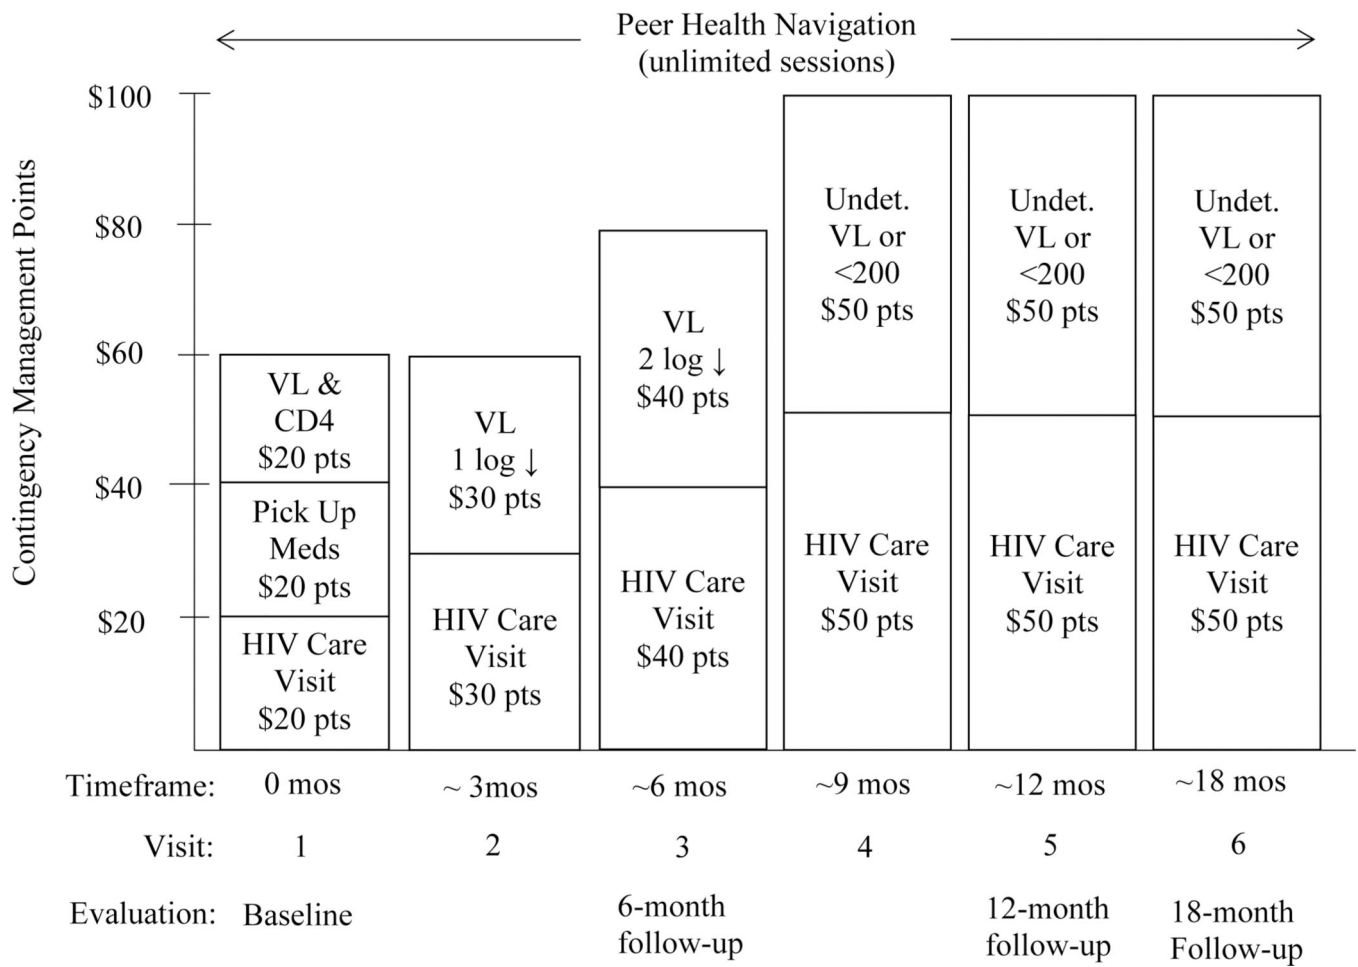 Peer Health Navigation
(unlimited sessions)
Contingency Management Points
$100
$80
$60
$40
$20
VL &
CD4
$20 pts
Pick Up
Meds
$20 pts
HIV Care
Visit
$20 pts
VL
1 log ↓
$30 pts
HIV Care
Visit
$30 pts
VL
2 log ↓
$40 pts
HIV Care
Visit
$40 pts
Undet.
VL or
<200
$50 pts
HIV Care
Visit
$50 pts
Undet.
VL or
<200
$50 pts
HIV Care
Visit
$50 pts
Undet.
VL or
<200
$50 pts
HIV Care
Visit
$50 pts
Timeframe: 0 mos ~ 3mos ~6 mos ~9 mos ~12 mos ~18 mos
Visit: 1 2 3 4 5 6
Evaluation: Baseline 6-month 12-month 18-month
follow-up follow-up Follow-up